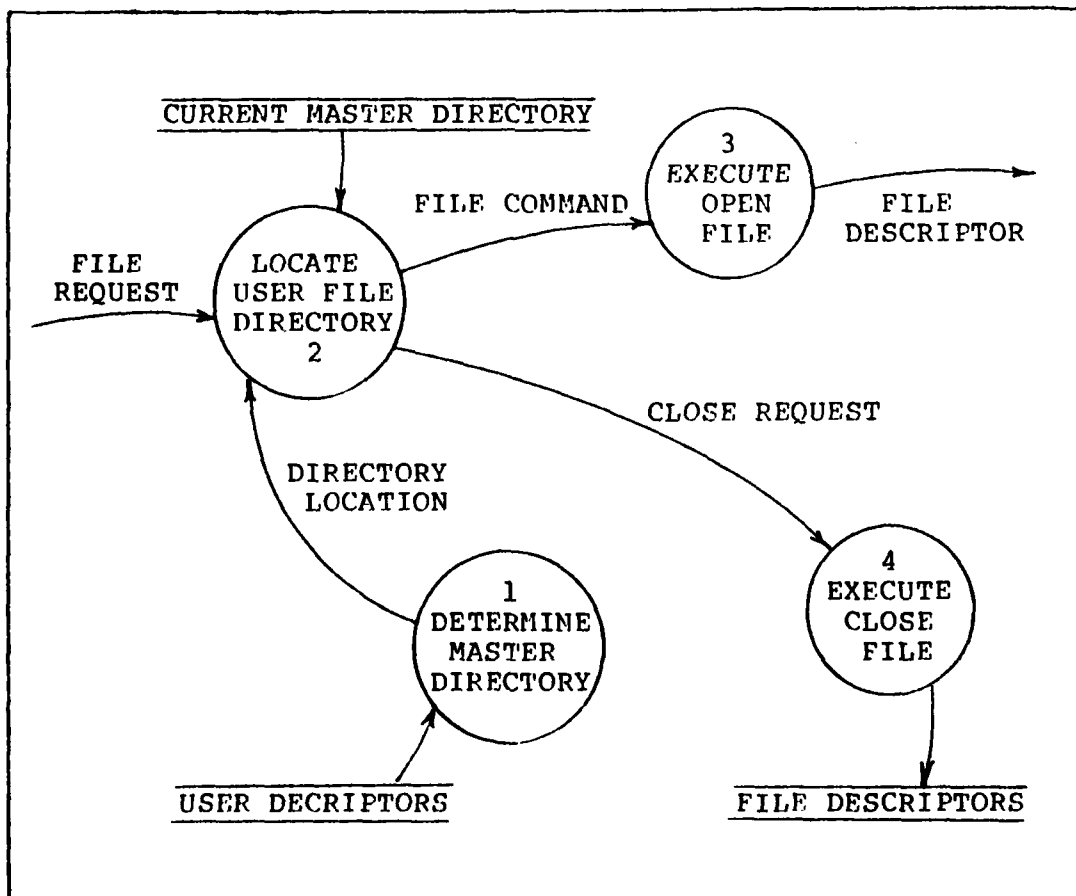 CURRENT MASTER DIRECTORY
3
EXECUTE
OPEN
FILE
FILE COMMAND
FILE
DESCRIPTOR
FILE
REQUEST
LOCATE
USER FILE
DIRECTORY
2
CLOSE REQUEST
DIRECTORY
LOCATION
1
DETERMINE
MASTER
DIRECTORY
4
EXECUTE
CLOSE
FILE
USER DECRIPTORS
FILE DESCRIPTORS